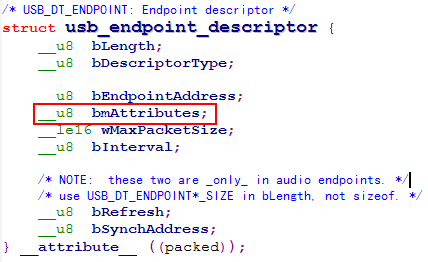 /* USB_DT_ENDPOINT: Endpoint descriptor */
struct usb_endpoint_descriptor {
__u8 bLength;
__u8 bDescriptorType;
__u8 bEndpointAddress;
__u8 bmAttributes;
__le16 wMaxPacketSize;
__u8 bInterval;
/* NOTE: these two are _only_ in audio endpoints. */
/* use USB_DT_ENDPOINT*_SIZE in bLength, not sizeof. */
__u8 bRefresh;
__u8 bSynchAddress;
} __attribute__ ((packed));